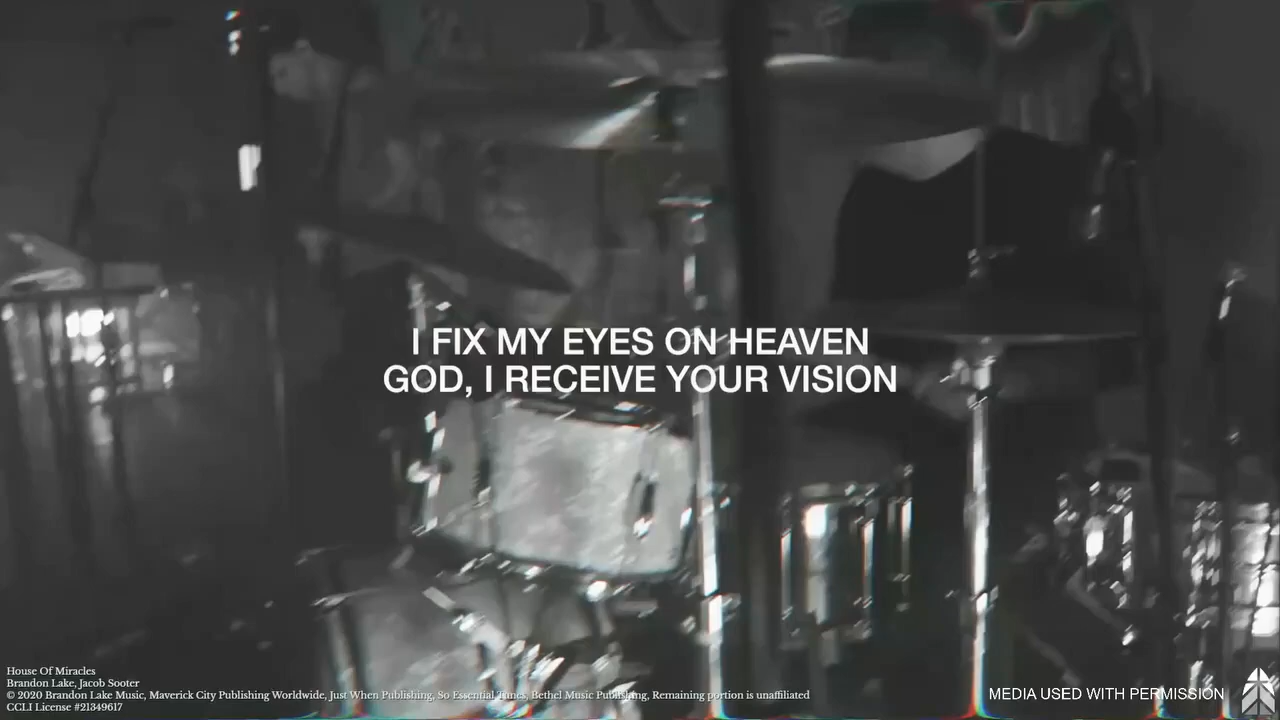 I FIX MY EYES ON HEAVEN
GOD, I RECEIVE YOUR VISION
House Of Miracles
Brandon Lake, Jacob Sooter
© 2020 Brandon Lake Music, Maverick City Publishing Worldwide, Just When Publishing, So Essential Tunes, Bethel Music Publishing, Remaining portion is unaffiliated
CCLI License #21349617
MEDIA USED WITH PERMISSION